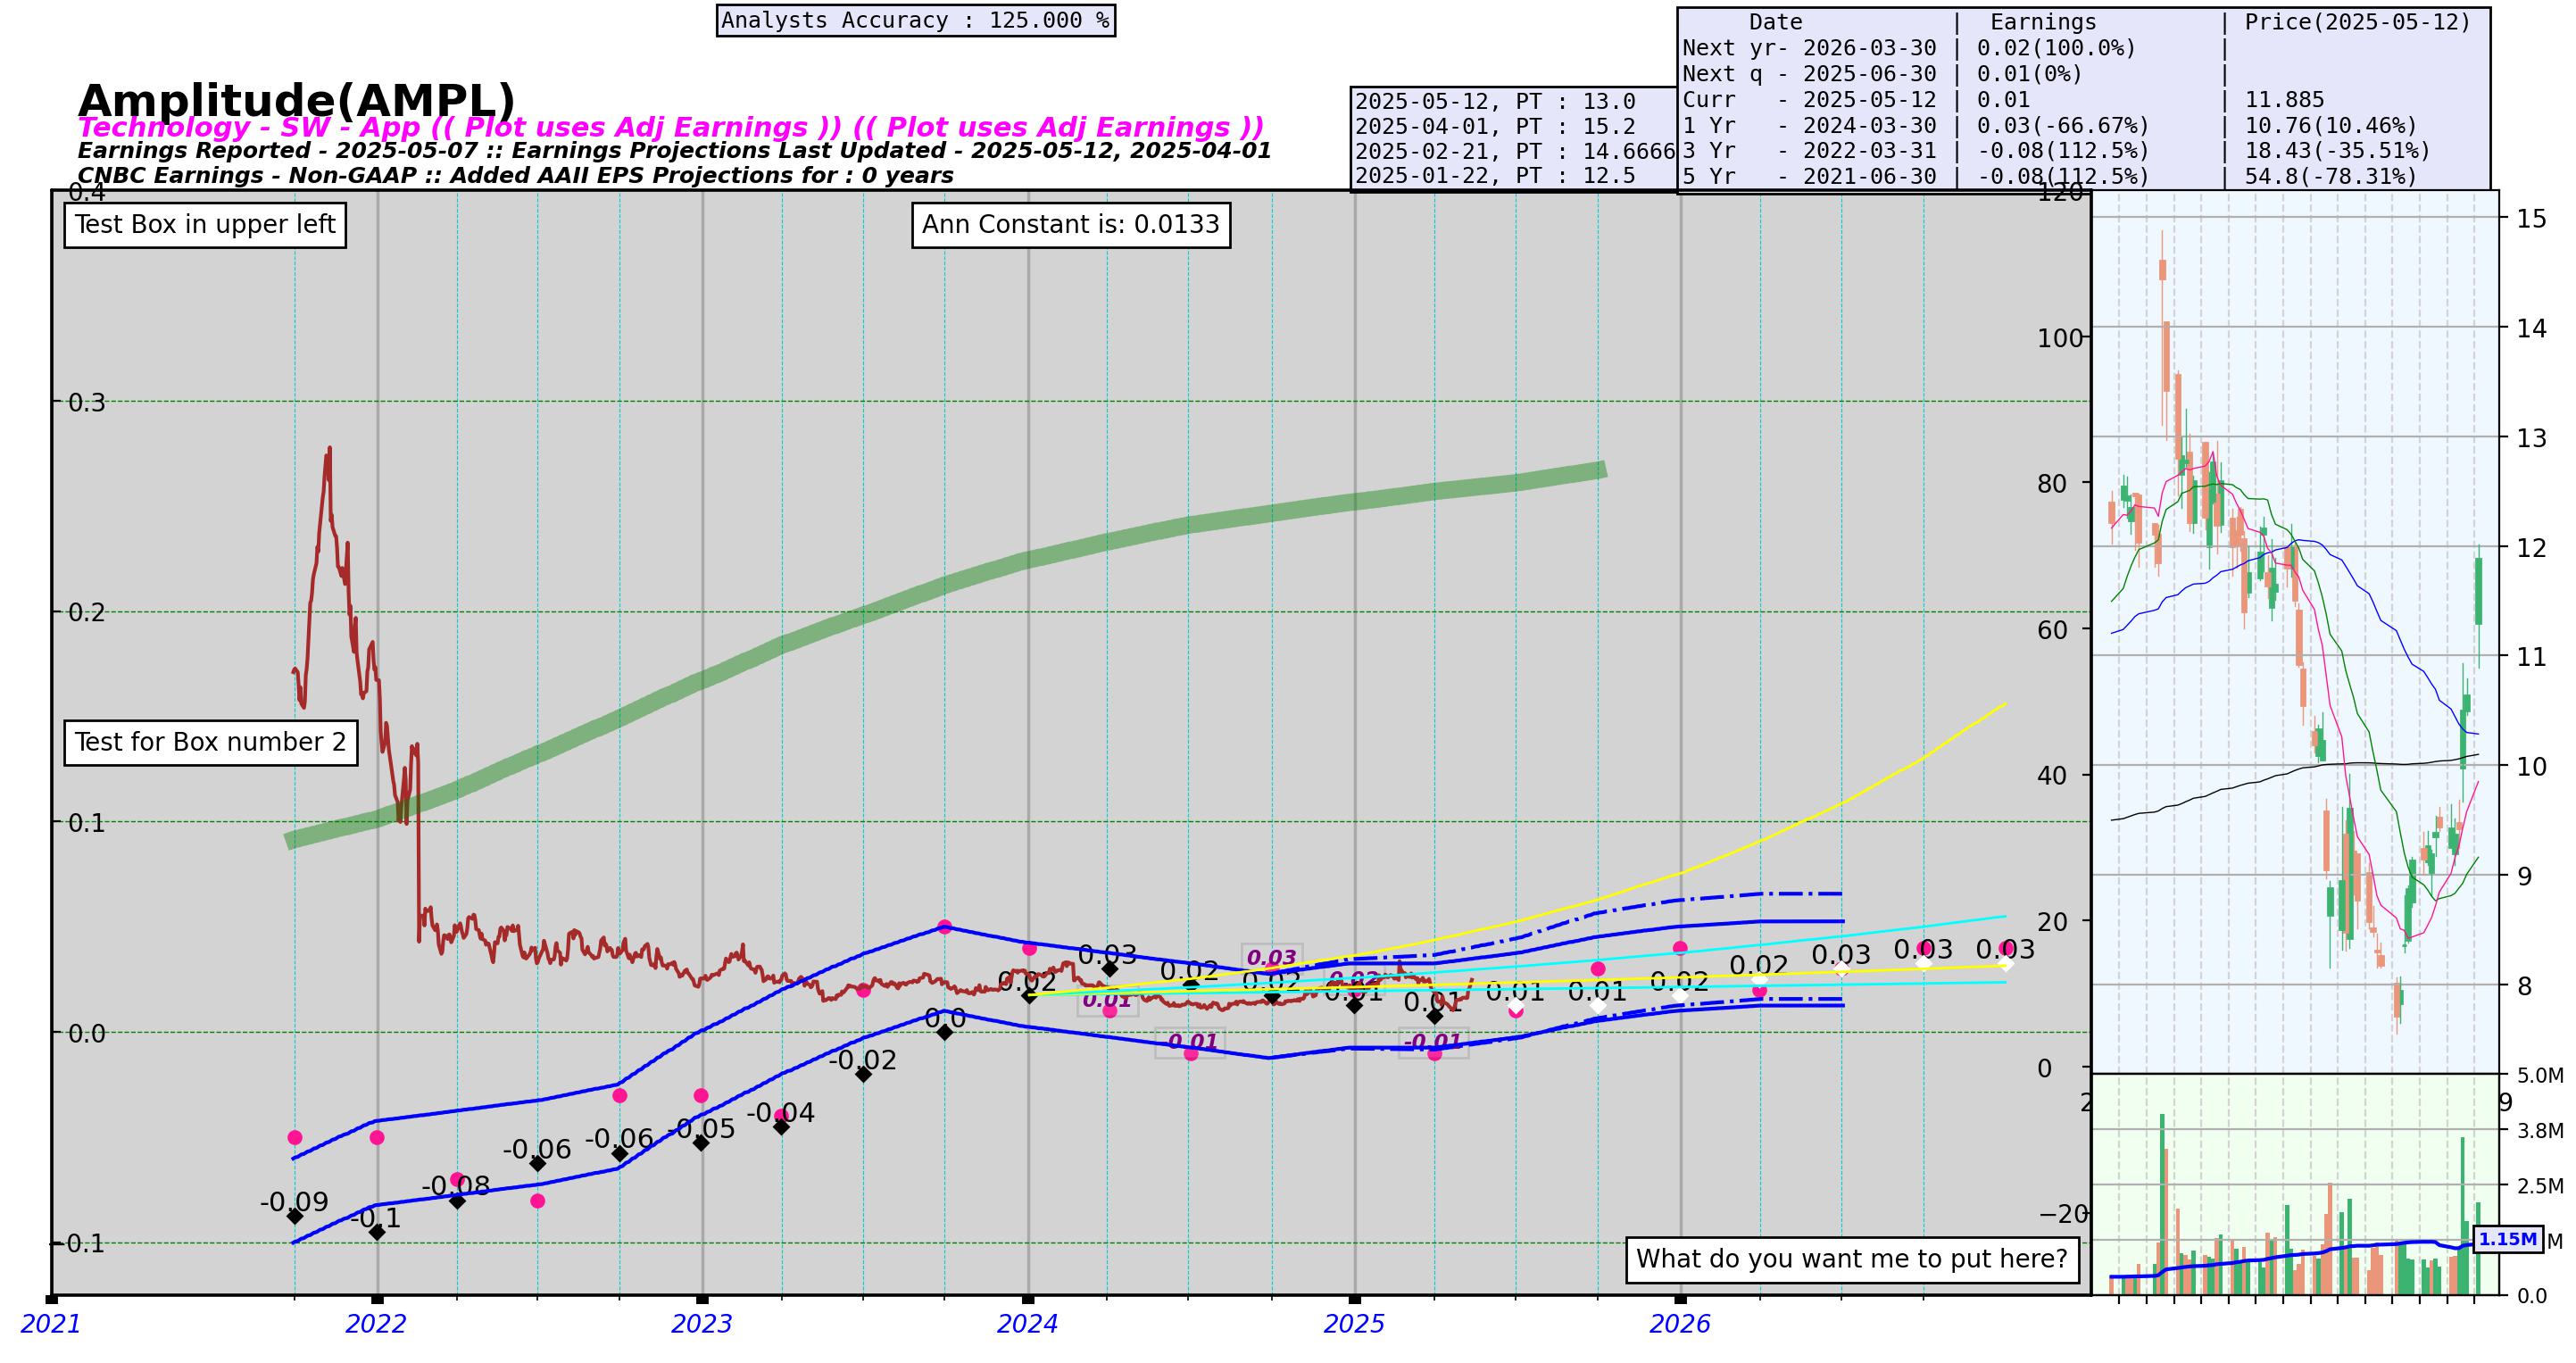 Analysts Accuracy : 125.000 %
Date | Earnings | Price(2025-05-12)
Next yr- 2026-03-30 | 0.02(100.0%) |
Next q - 2025-06-30 | 0.01(0%) |
Curr - 2025-05-12 | 0.01 | 11.885
1 Yr - 2024-03-30 | 0.03(-66.67%) | 10.76(10.46%)
3 Yr - 2022-03-31 | -0.08(112.5%) | 18.43(-35.51%)
5 Yr - 2021-06-30 | -0.08(112.5%) | 54.8(-78.31%)
2025-05-12, PT : 13.0
2025-04-01, PT : 15.2
2025-02-21, PT : 14.6666
2025-01-22, PT : 12.5
Amplitude(AMPL)
Technology - SW - App (( Plot uses Adj Earnings )) (( Plot uses Adj Earnings ))
Earnings Reported - 2025-05-07 :: Earnings Projections Last Updated - 2025-05-12, 2025-04-01
CNBC Earnings - Non-GAAP :: Added AAII EPS Projections for : 0 years
Test Box in upper left
Ann Constant is: 0.0133
Test for Box number 2
What do you want me to put here?
0.4
0.3
0.2
0.1
0.0
-0.1
120
100
80
60
40
20
0
−20
15
14
13
12
11
10
9
8
5.0M
3.8M
2.5M
1.15M
M
0.0
2
9
-0.09
-0.1
-0.08
-0.06
-0.06
-0.05
-0.04
-0.02
0.0
0.02
0.03
0.02
0.02
0.01
0.01
0.01
0.01
0.02
0.02
0.03
0.03
0.03
0.01
-0.01
0.03
0.02
-0.01
2021
2022
2023
2024
2025
2026